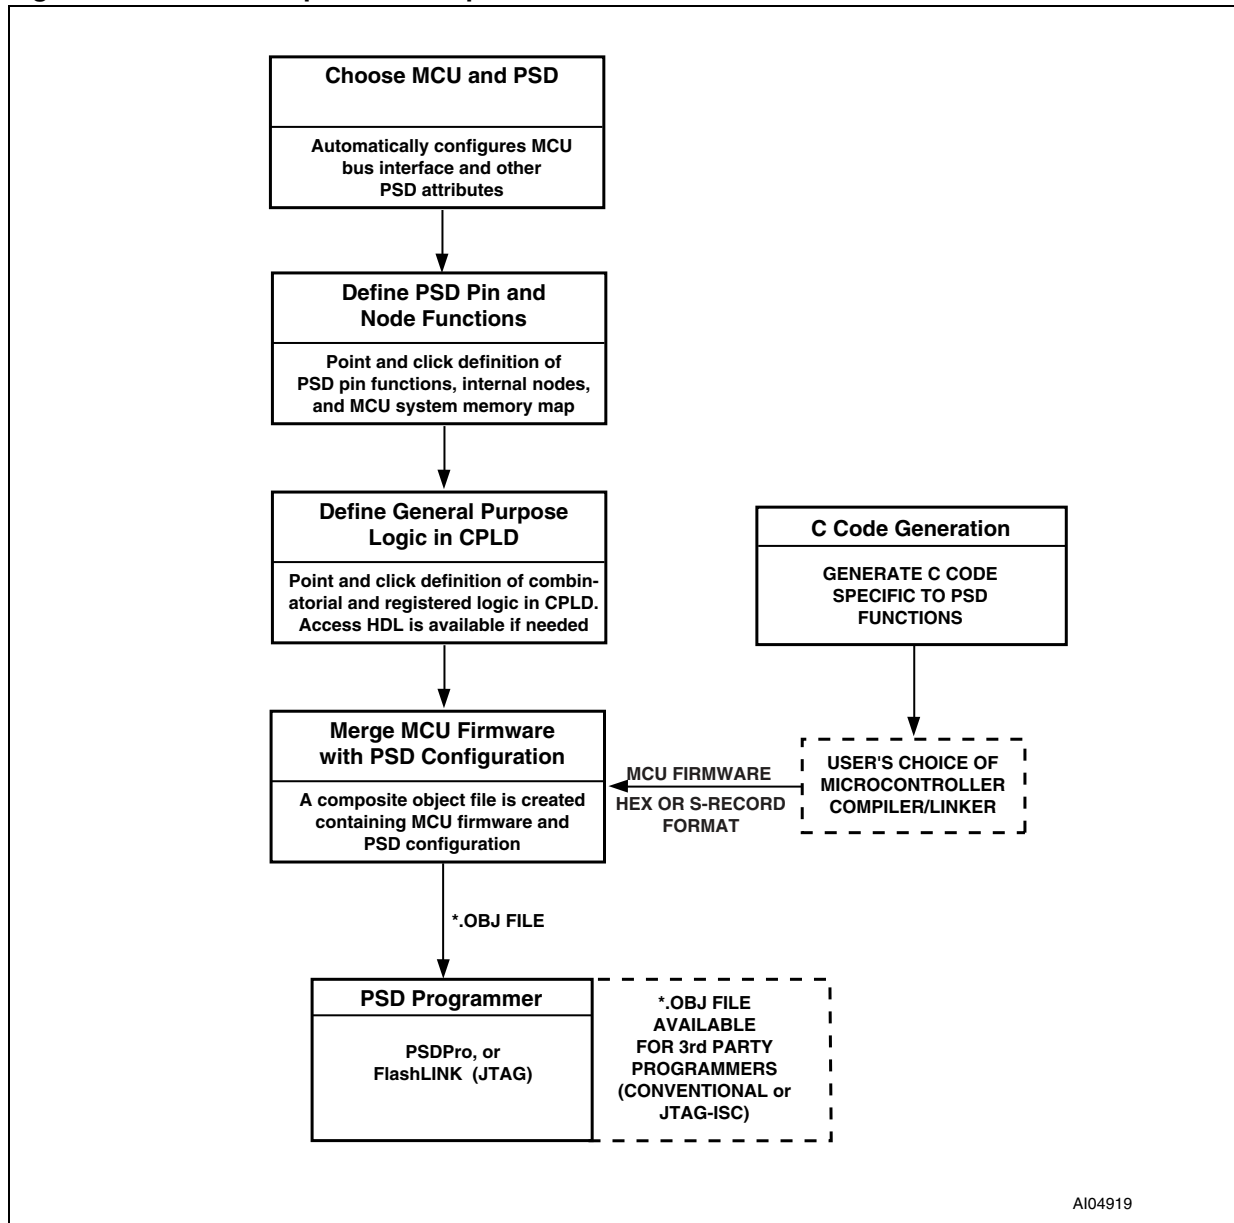 Choose MCU and PSD
Automatically configures MCU
bus interface and other
PSD attributes
Define PSD Pin and
Node Functions
Point and click definition of
PSD pin functions, internal nodes,
and MCU system memory map
Define General Purpose
Logic in CPLD
Point and click definition of combin-
atorial and registered logic in CPLD.
Access HDL is available if needed
C Code Generation
GENERATE C CODE
SPECIFIC TO PSD
FUNCTIONS
Merge MCU Firmware
with PSD Configuration
A composite object file is created
containing MCU firmware and
PSD configuration
MCU FIRMWARE
HEX OR S-RECORD
FORMAT
USER'S CHOICE OF
MICROCONTROLLER
COMPILER/LINKER
*.OBJ FILE
PSD Programmer
PSDPro, or
FlashLINK (JTAG)
*.OBJ FILE
AVAILABLE
FOR 3rd PARTY
PROGRAMMERS
(CONVENTIONAL or
JTAG-ISC)
AI04919